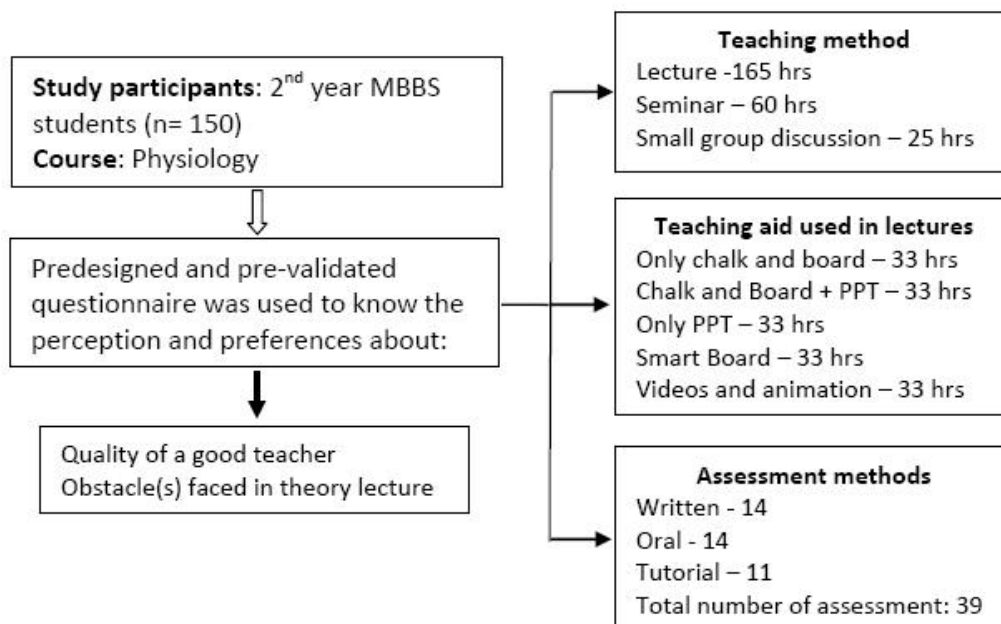 Study participants: 2nd year MBBS
students (n= 150)
Course: Physiology
Predesigned and pre-validated
questionnaire was used to know the
perception and preferences about:
Quality of a good teacher
Obstacle(s) faced in theory lecture
Teaching method
Lecture -165 hrs
Seminar – 60 hrs
Small group discussion – 25 hrs
Teaching aid used in lectures
Only chalk and board – 33 hrs
Chalk and Board + PPT – 33 hrs
Only PPT – 33 hrs
Smart Board – 33 hrs
Videos and animation – 33 hrs
Assessment methods
Written - 14
Oral - 14
Tutorial – 11
Total number of assessment: 39